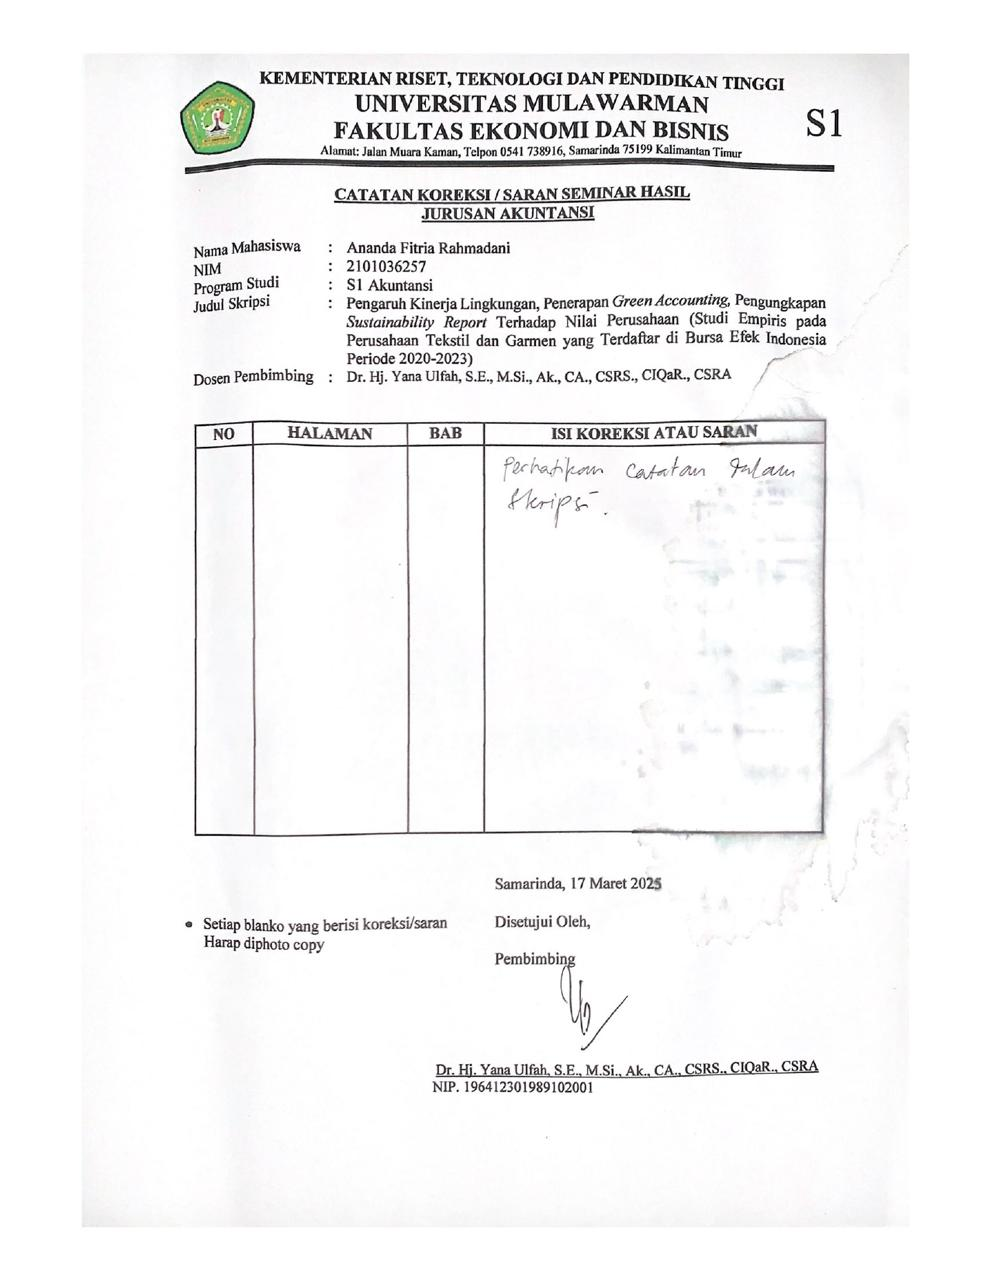 KEMENTERIAN RISET, TEKNOLOGI DAN PENDIDIKAN TINGGI
UNIVERSITAS MULAWARMAN
FAKULTAS EKONOMI DAN BISNIS
S1
Alamat: Jalan Muara Kaman, Telpon 0541 738916, Samarinda 75199 Kalimantan Timur
CATATAN KOREKSI / SARAN SEMINAR HASIL
JURUSAN AKUNTANSI
Nama Mahasiswa : Ananda Fitria Rahmadani
NIM : 2101036257
Program Studi : S1 Akuntansi
Judul Skripsi : Pengaruh Kinerja Lingkungan, Penerapan Green Accounting, Pengungkapan
Sustainability Report Terhadap Nilai Perusahaan (Studi Empiris pada
Perusahaan Tekstil dan Garmen yang Terdaftar di Bursa Efek Indonesia
Periode 2020-2023)
Dosen Pembimbing : Dr. Hj. Yana Ulfah, S.E., M.Si., Ak., CA., CSRS., CIQaR., CSRA
NO HALAMAN BAB ISI KOREKSI ATAU SARAN
Perhatikan catatan dalam
Skripsi.
Samarinda, 17 Maret 2025
• Setiap blanko yang berisi koreksi/saran
Harap diphoto copy
Disetujui Oleh,
Pembimbing
Dr. Hj. Yana Ulfah, S.E., M.Si., Ak., CA., CSRS., CIQaR., CSRA
NIP. 196412301989102001